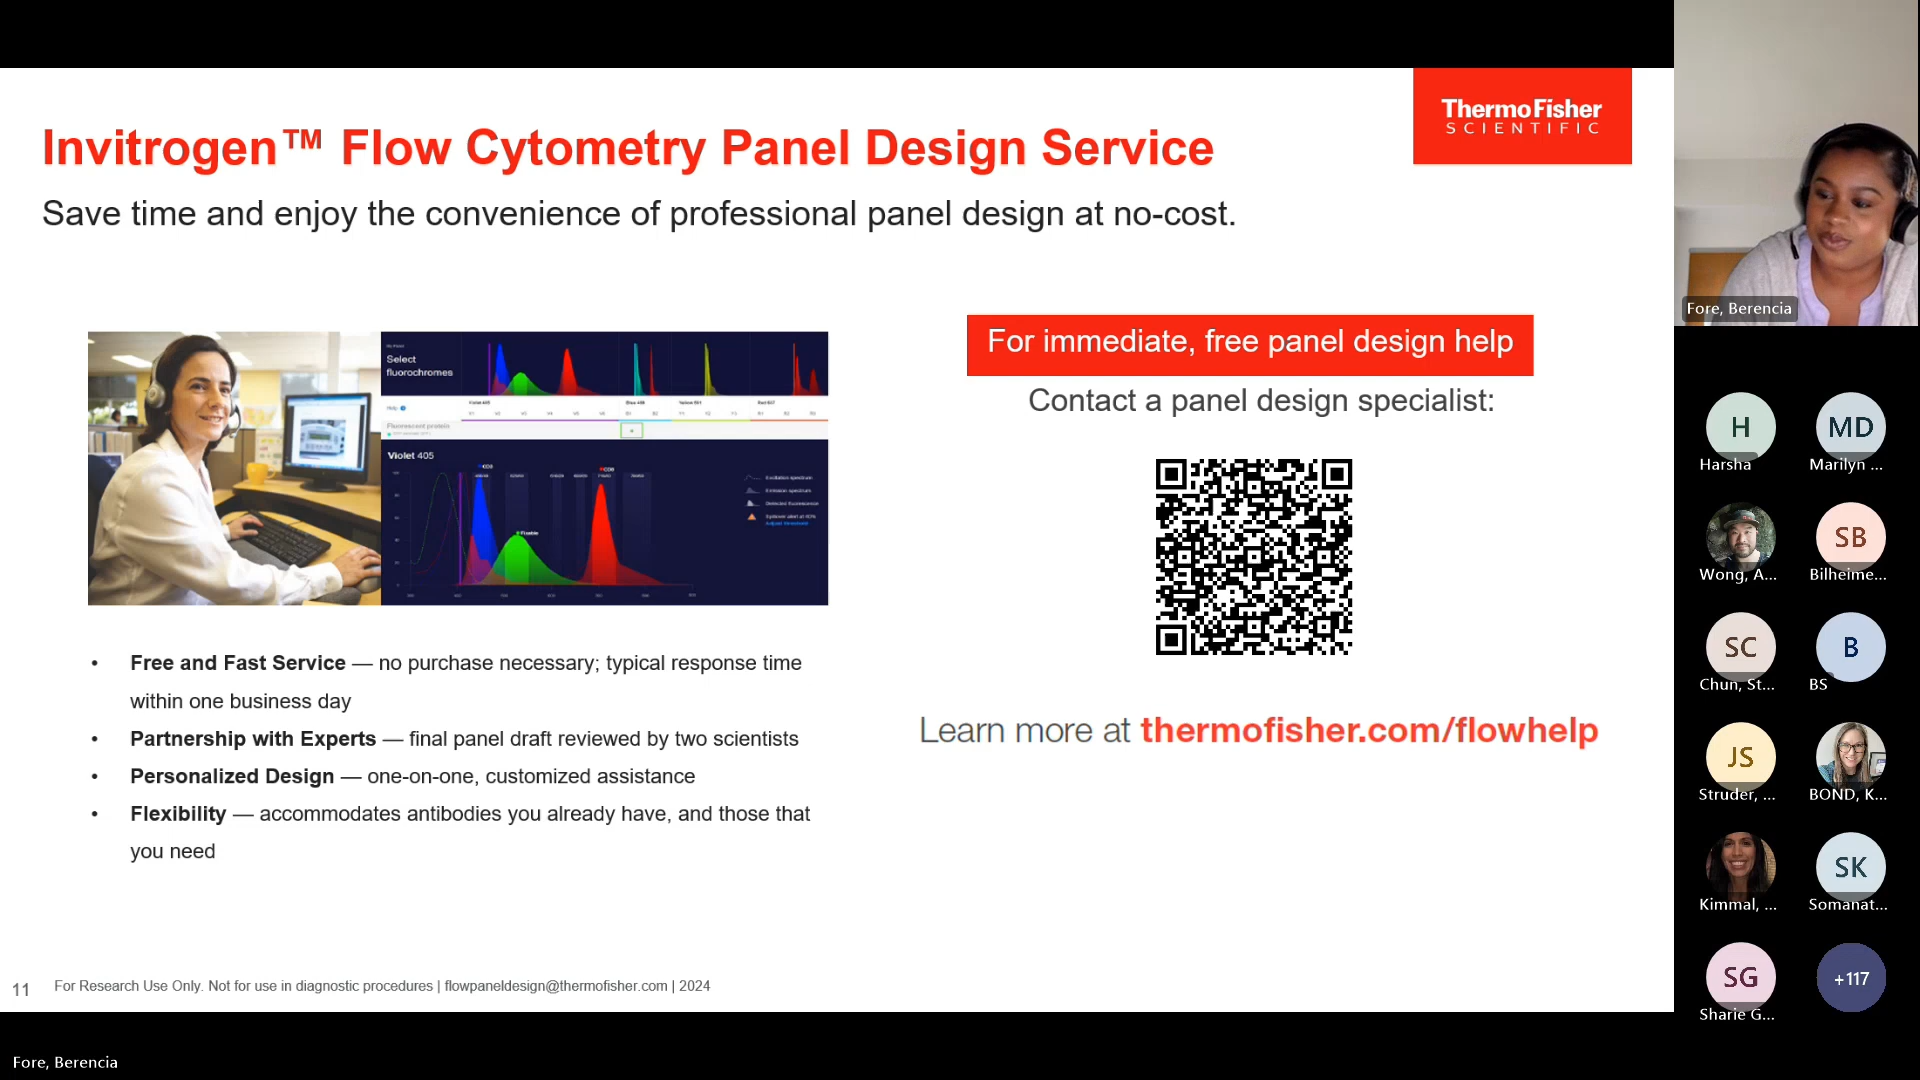 ThermoFisher
SCIENTIFIC
Invitrogen™ Flow Cytometry Panel Design Service
Save time and enjoy the convenience of professional panel design at no-cost.
Select
fluorochromes
Fluorescent protein
Violet 405
For immediate, free panel design help
Contact a panel design specialist:
Learn more at thermofisher.com/flowhelp
• Free and Fast Service — no purchase necessary; typical response time
within one business day
• Partnership with Experts — final panel draft reviewed by two scientists
• Personalized Design — one-on-one, customized assistance
• Flexibility — accommodates antibodies you already have, and those that
you need
11 For Research Use Only. Not for use in diagnostic procedures | flowpaneldesign@thermofisher.com | 2024
Fore, Berencia
Fore, Berencia
H
Harsha
MD
Marilyn ...
Wong, A...
SB
Bilheime...
SC
Chun, St...
B
BS
JS
Struder, ...
BOND, K...
Kimmal, ...
SK
Somanat...
SG
Sharie G...
+117